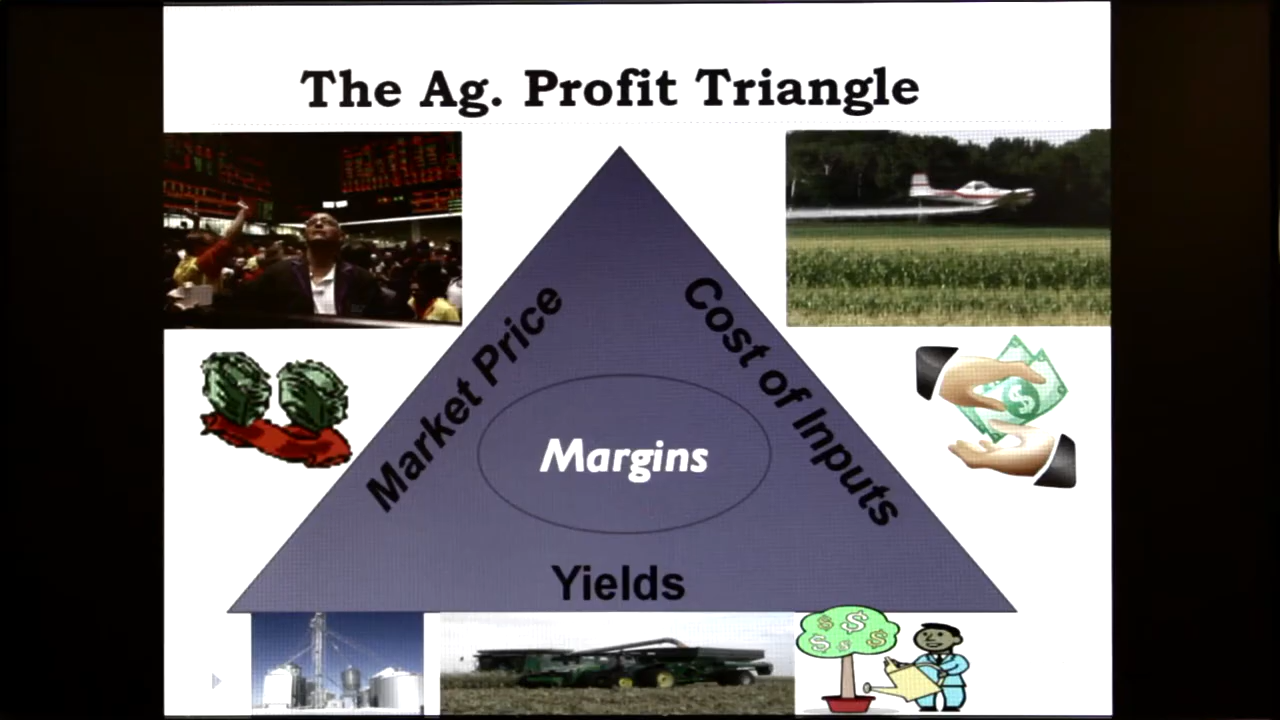 The Ag. Profit Triangle
Market Price
Cost of Inputs
Margins
Yields